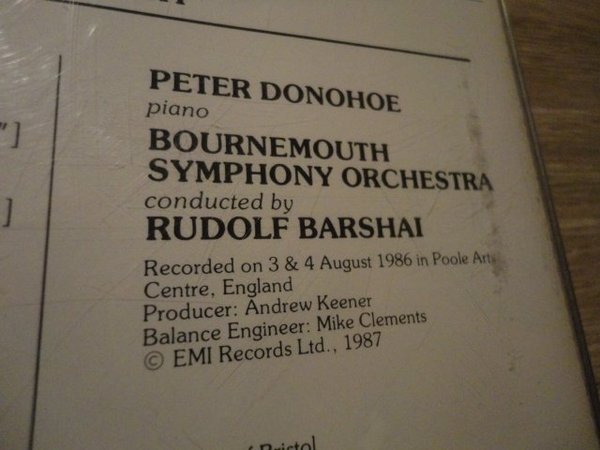 PETER DONOHOE
piano
BOURNEMOUTH
SYMPHONY ORCHESTRA
conducted by
RUDOLF BARSHAI
Recorded on 3 & 4 August 1986 in Poole Arts
Centre, England
Producer: Andrew Keener
Balance Engineer: Mike Clements
© EMI Records Ltd., 1987
"]
]
Bristol